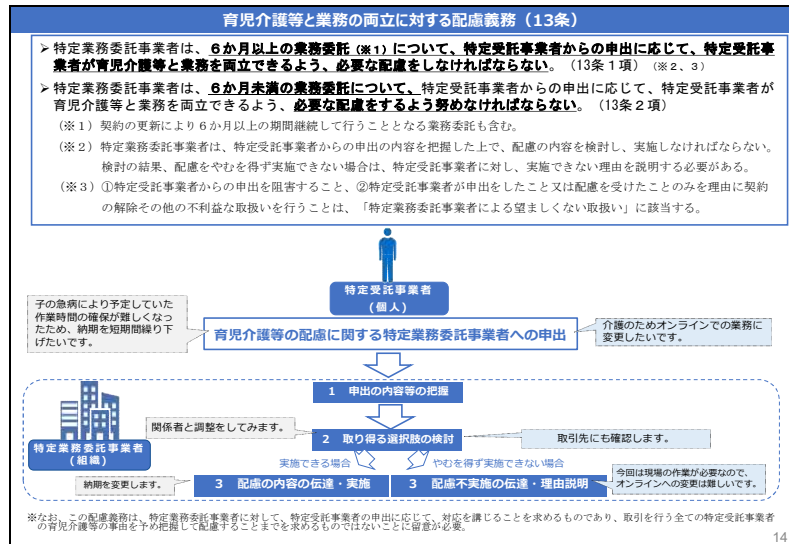 育児介護等と業務の両立に対する配慮義務（13条）
➢ 特定業務委託事業者は、６か月以上の業務委託（※１）について、特定受託事業者からの申出に応じて、特定受託事
業者が育児介護等と業務を両立できるよう、必要な配慮をしなければならない。（13条１項）（※２、３）
➢ 特定業務委託事業者は、６か月未満の業務委託について、特定受託事業者からの申出に応じて、特定受託事業者が
育児介護等と業務を両立できるよう、必要な配慮をするよう努めなければならない。（13条２項）
（※１）契約の更新により６か月以上の期間継続して行うこととなる業務委託も含む。
（※２）特定業務委託事業者は、特定受託事業者からの申出の内容を把握した上で、配慮の内容を検討し、実施しなければならない。
検討の結果、配慮をやむを得ず実施できない場合は、特定受託事業者に対し、実施できない理由を説明する必要がある。
（※３）①特定受託事業者からの申出を阻害すること、②特定受託事業者が申出をしたこと又は配慮を受けたことのみを理由に契約
の解除その他の不利益な取扱いを行うことは、「特定業務委託事業者による望ましくない取扱い」に該当する。
特定受託事業者
（個人）
子の急病により予定していた
作業時間の確保が難しくなっ
たため、納期を短期間繰り下
げたいです。
育児介護等の配慮に関する特定業務委託事業者への申出
介護のためオンラインでの業務に
変更したいです。
１ 申出の内容等の把握
関係者と調整をしてみます。
２ 取り得る選択肢の検討
取引先にも確認します。
特定業務委託事業者
（組織）
実施できる場合
やむを得ず実施できない場合
納期を変更します。
３ 配慮の内容の伝達・実施
３ 配慮不実施の伝達・理由説明
今回は現場の作業が必要なので、
オンラインへの変更は難しいです。
※なお、この配慮義務は、特定業務委託事業者に対して、特定受託事業者の申出に応じて、対応を講じることを求めるものであり、取引を行う全ての特定受託事業者
の育児介護等の事由を予め把握して配慮することまでを求めるものではないことに留意が必要。
14